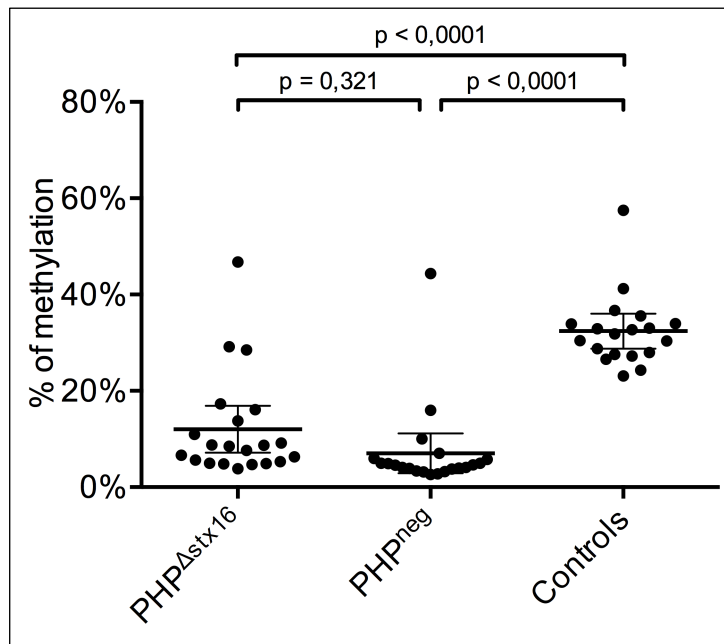 p < 0,0001
p = 0,321
p < 0,0001
80%
60%
40%
20%
0%
% of methylation
PHPΔstx16
PHPneg
Controls